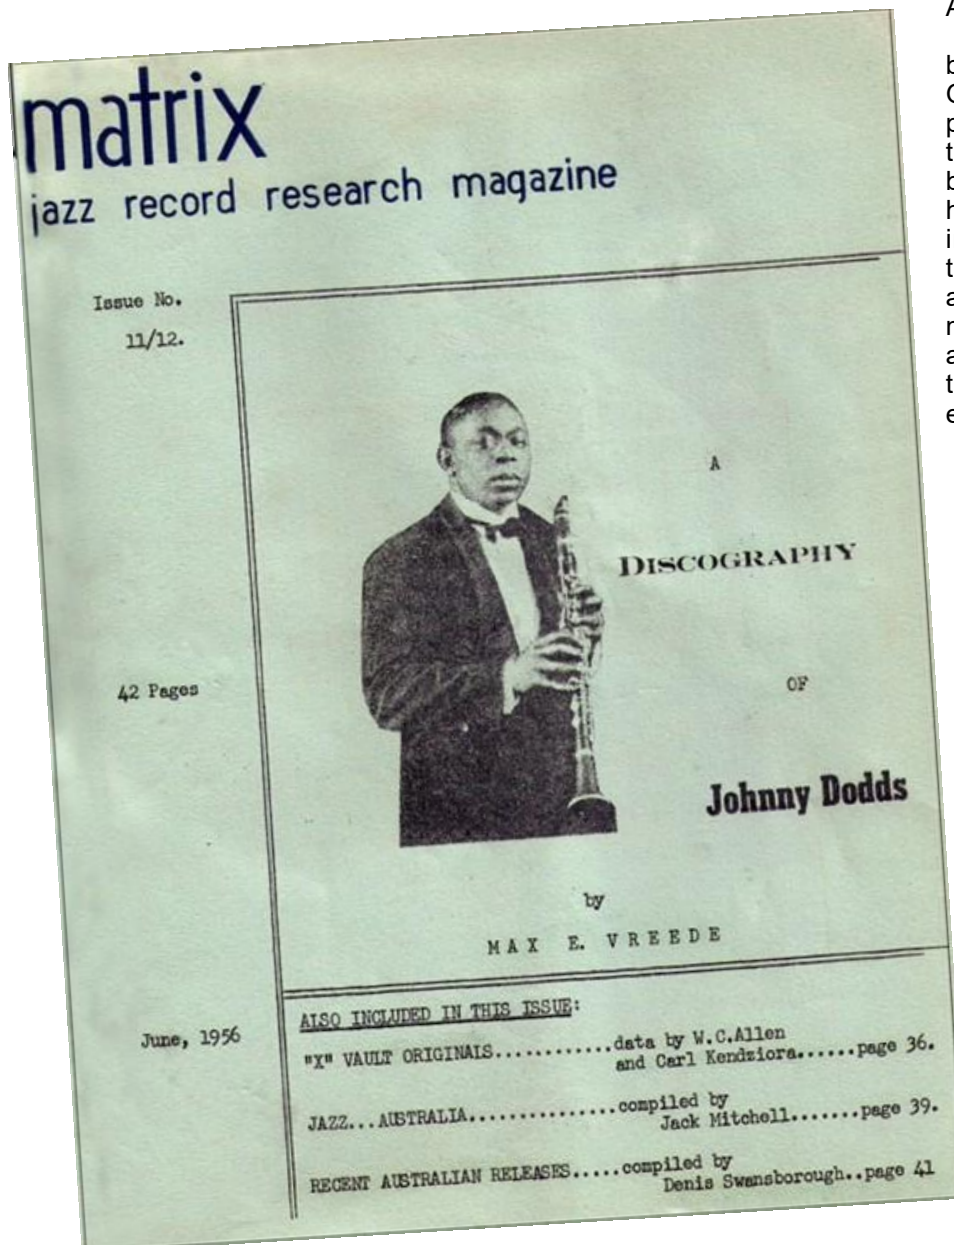 matrix
jazz record research magazine
Issue No.
11/12.
A
DISCOGRAPHY
42 Pages
OF
Johnny Dodds
by
MAX E. VREEDE
June, 1956
ALSO INCLUDED IN THIS ISSUE:
"X" VAULT ORIGINALS............data by W.C.Allen
and Carl Kendziora......page 36.
JAZZ...AUSTRALIA...............compiled by
Jack Mitchell.......page 39.
RECENT AUSTRALIAN RELEASES.....compiled by
Denis Swansborough..page 41